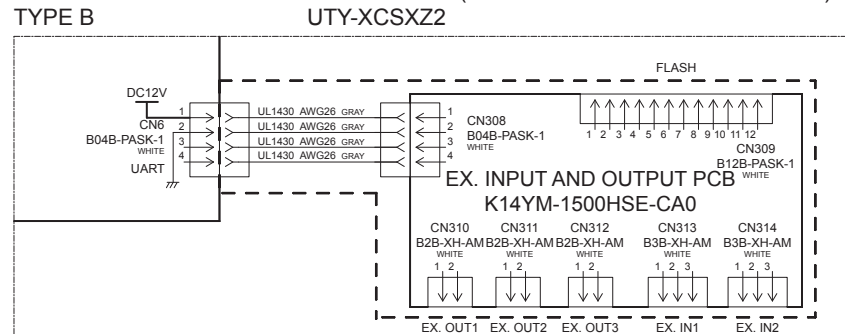 TYPE B
UTY-XCSXZ2
FLASH
DC12V
1
CN6
2
B04B-PASK-1
3
WHITE
4
UART
UL1430 AWG26 GRAY
UL1430 AWG26 GRAY
UL1430 AWG26 GRAY
UL1430 AWG26 GRAY
1
2
3
4
CN308
B04B-PASK-1
WHITE
1 2 3 4 5 6 7 8 9 10 11 12
CN309
B12B-PASK-1
WHITE
EX. INPUT AND OUTPUT PCB
K14YM-1500HSE-CA0
CN310 CN311 CN312 CN313 CN314
B2B-XH-AM B2B-XH-AM B2B-XH-AM B3B-XH-AM B3B-XH-AM
WHITE WHITE WHITE WHITE WHITE
1 2 1 2 1 2 1 2 3 1 2 3
EX. OUT1 EX. OUT2 EX. OUT3 EX. IN1 EX. IN2